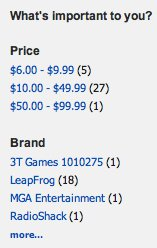 What's important to you?
Price
$6.00 - $9.99 (5)
$10.00 - $49.99 (27)
$50.00 - $99.99 (1)
Brand
3T Games 1010275 (1)
LeapFrog (18)
MGA Entertainment (1)
RadioShack (1)
more...